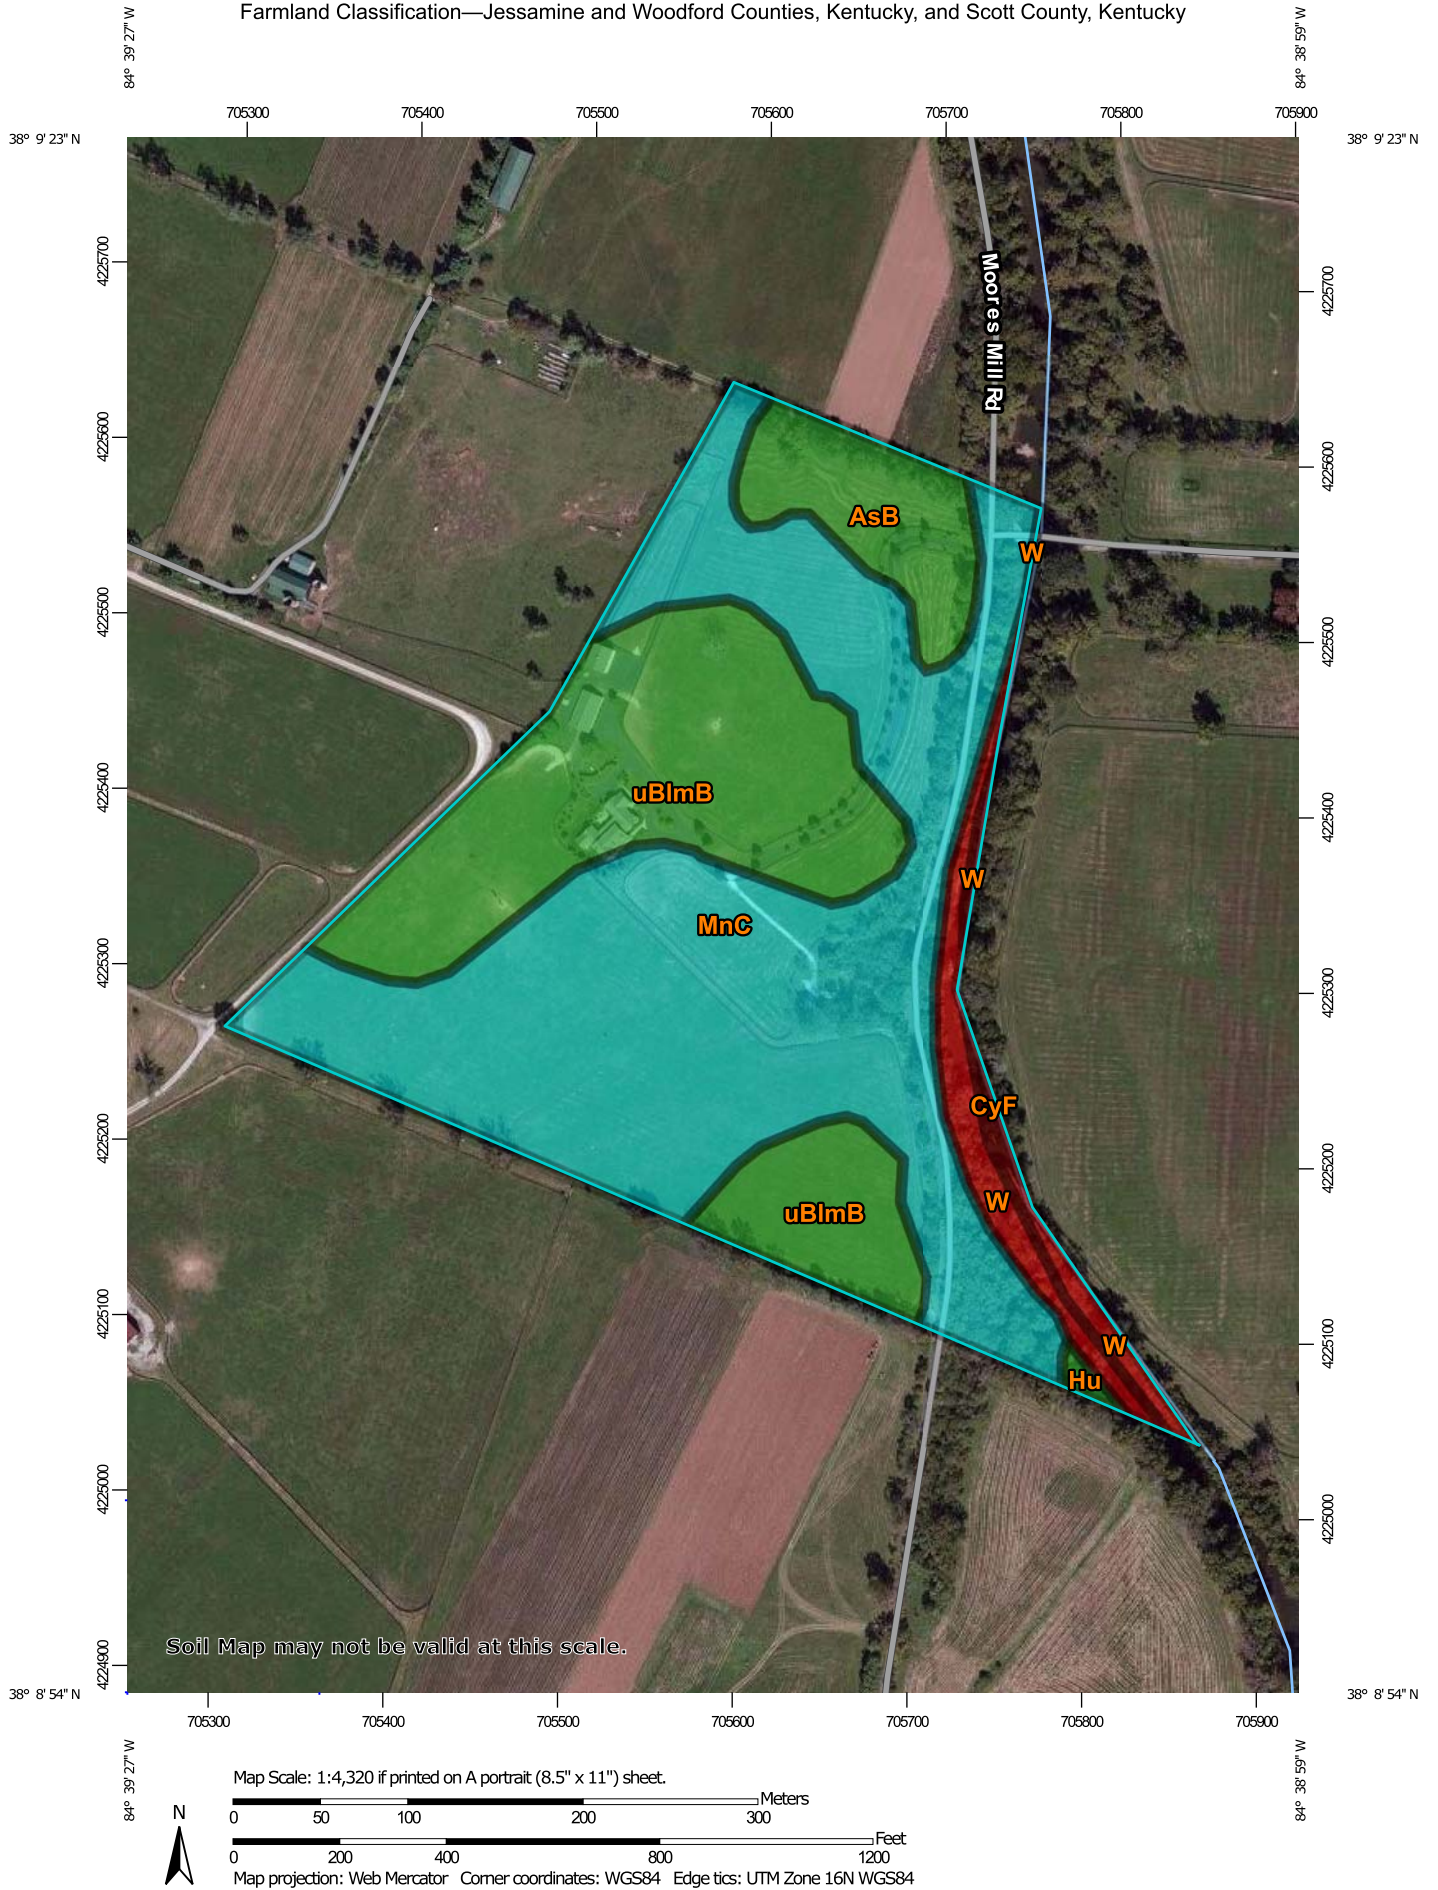 Farmland Classification—Jessamine and Woodford Counties, Kentucky, and Scott County, Kentucky
84° 39' 27" W
84° 38' 59" W
705300 705400 705500 705600 705700 705800 705900
38° 9' 23" N
38° 9' 23" N
4225700
4225700
Moores Mill Rd
4225600
4225600
AsB
W
4225500
4225500
4225400
uBlmB
4225400
W
MnC
4225300
4225300
CyF
4225200
4225200
W
uBlmB
4225100
4225100
W
Hu
4225000
4225000
4224900
Soil Map may not be valid at this scale.
38° 8' 54" N
38° 8' 54" N
705300 705400 705500 705600 705700 705800 705900
84° 39' 27" W
84° 38' 59" W
Map Scale: 1:4,320 if printed on A portrait (8.5" x 11") sheet.
Meters
N
0 50 100 200 300
Feet
0 200 400 800 1200
Map projection: Web Mercator Corner coordinates: WGS84 Edge tics: UTM Zone 16N WGS84